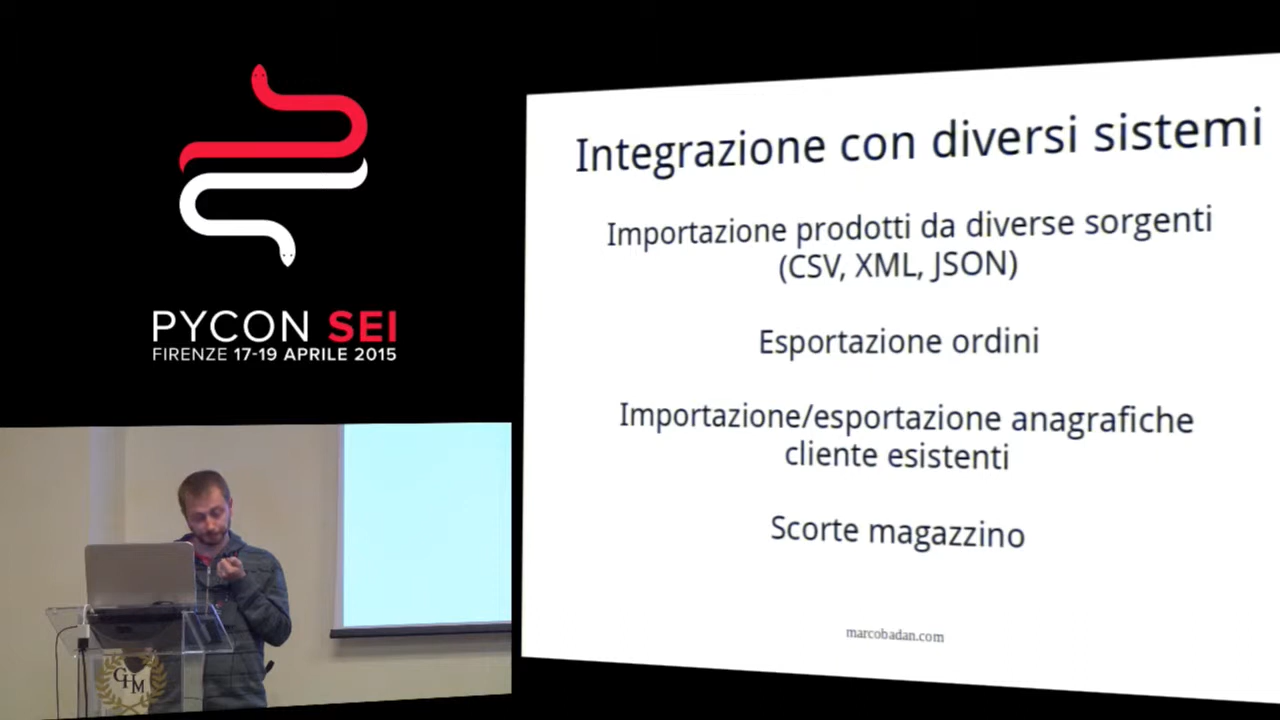 PYCON SEI
FIRENZE 17-19 APRILE 2015
Integrazione con diversi sistemi
Importazione prodotti da diverse sorgenti
(CSV, XML, JSON)
Esportazione ordini
Importazione/esportazione anagrafiche
cliente esistenti
Scorte magazzino
marcobadan.com
GHM